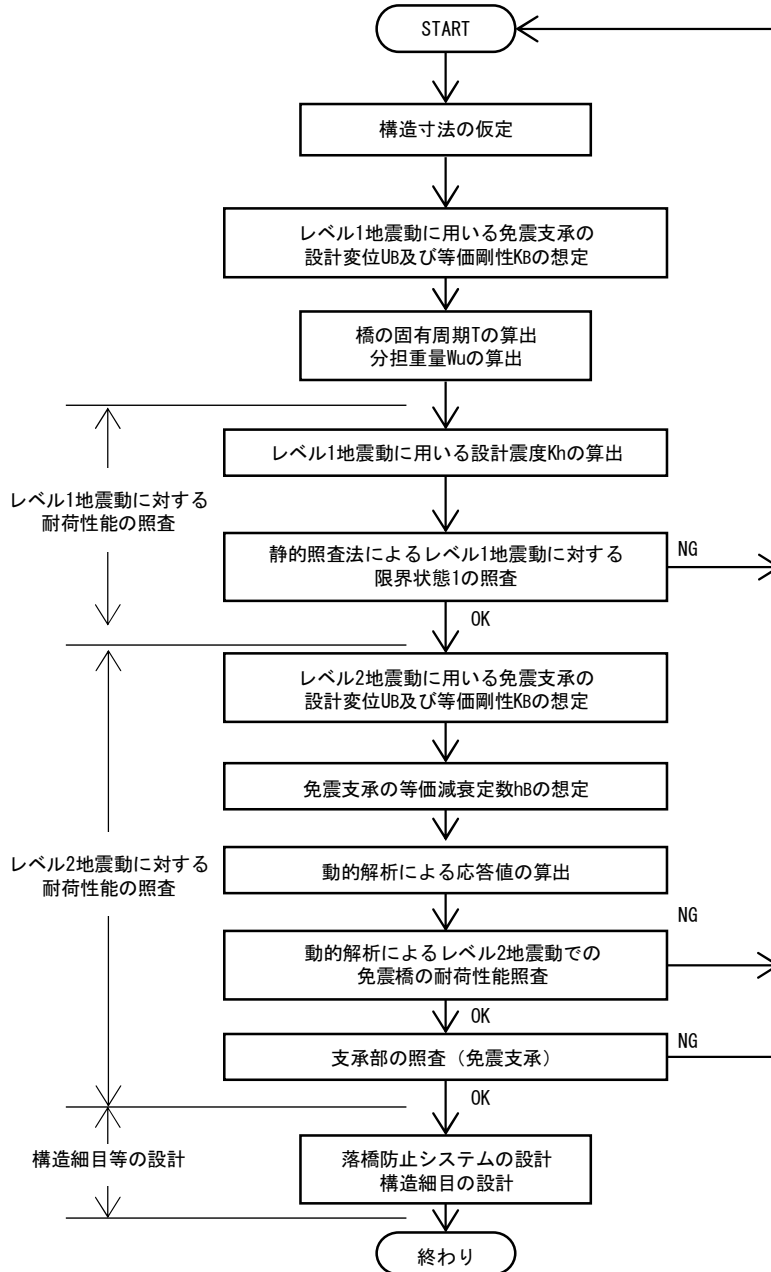 START
構造寸法の仮定
レベル1地震動に用いる免震支承の
設計変位UB及び等価剛性KBの想定
橋の固有周期Tの算出
分担重量Wuの算出
レベル1地震動に用いる設計震度Khの算出
レベル1地震動に対する
耐荷性能の照査
静的照査法によるレベル1地震動に対する
限界状態1の照査
NG
OK
レベル2地震動に用いる免震支承の
設計変位UB及び等価剛性KBの想定
免震支承の等価減衰定数hBの想定
レベル2地震動に対する
耐荷性能の照査
動的解析による応答値の算出
動的解析によるレベル2地震動での
免震橋の耐荷性能照査
NG
OK
支承部の照査（免震支承）
NG
OK
構造細目等の設計
落橋防止システムの設計
構造細目の設計
終わり